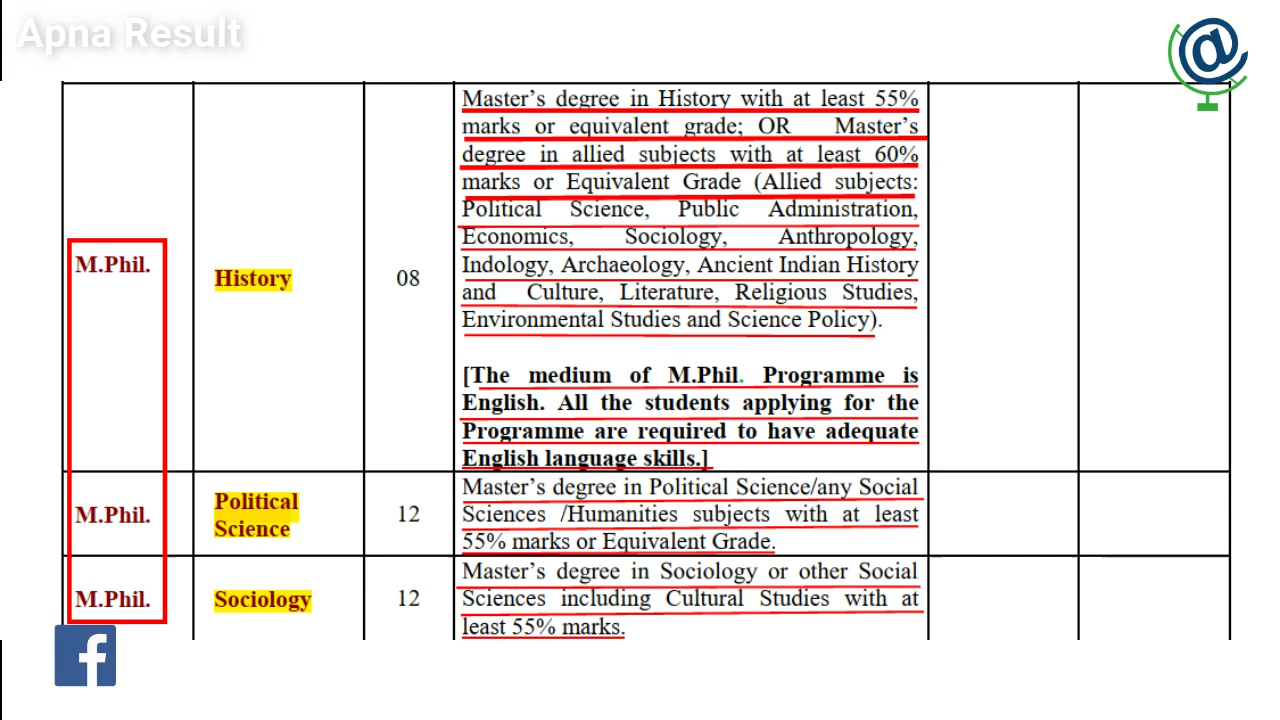 Apna Result
Master’s degree in History with at least 55%
marks or equivalent grade; OR Master’s
degree in allied subjects with at least 60%
marks or Equivalent Grade (Allied subjects:
Political Science, Public Administration,
Economics, Sociology, Anthropology,
Indology, Archaeology, Ancient Indian History
and Culture, Literature, Religious Studies,
Environmental Studies and Science Policy).
M.Phil.
History
08
[The medium of M.Phil. Programme is
English. All the students applying for the
Programme are required to have adequate
English language skills.]
M.Phil.
Political
Science
12
Master’s degree in Political Science/any Social
Sciences /Humanities subjects with at least
55% marks or Equivalent Grade.
M.Phil.
Sociology
12
Master’s degree in Sociology or other Social
Sciences including Cultural Studies with at
least 55% marks.